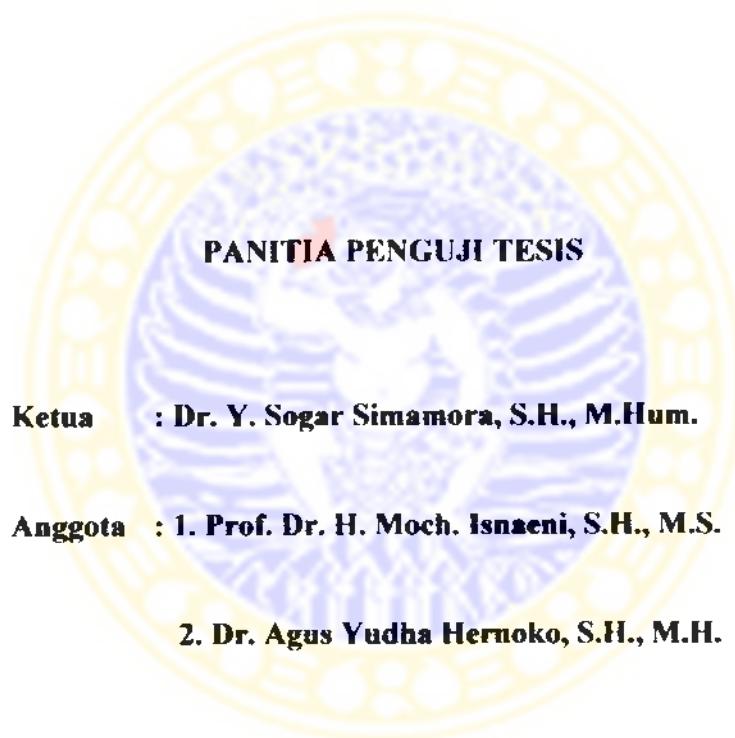 PANITIA PENGUJI TESIS
Ketua : Dr. Y. Sogar Simamora, S.H., M.Hum.
Anggota : 1. Prof. Dr. H. Moch. Isnaeni, S.H., M.S.
2. Dr. Agus Yudha Hernoko, S.H., M.H.